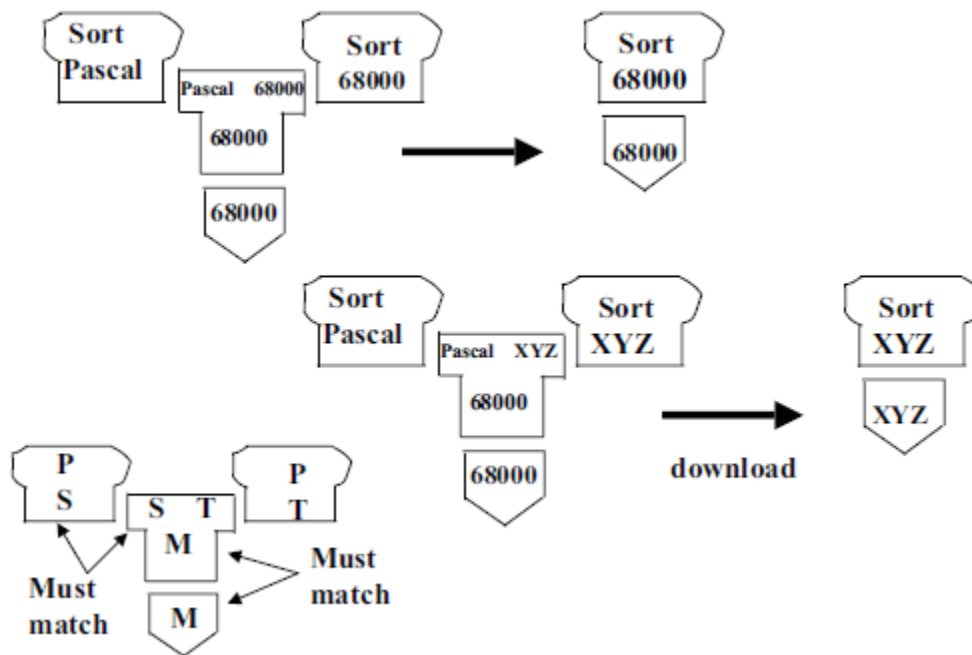 Sort
Pascal
Pascal 68000
68000
68000
Sort
68000
Sort
68000
68000
Sort
Pascal
Pascal XYZ
68000
68000
Sort
XYZ
download
Sort
XYZ
XYZ
P
S
S T
M
M
P
T
Must
match
Must
match